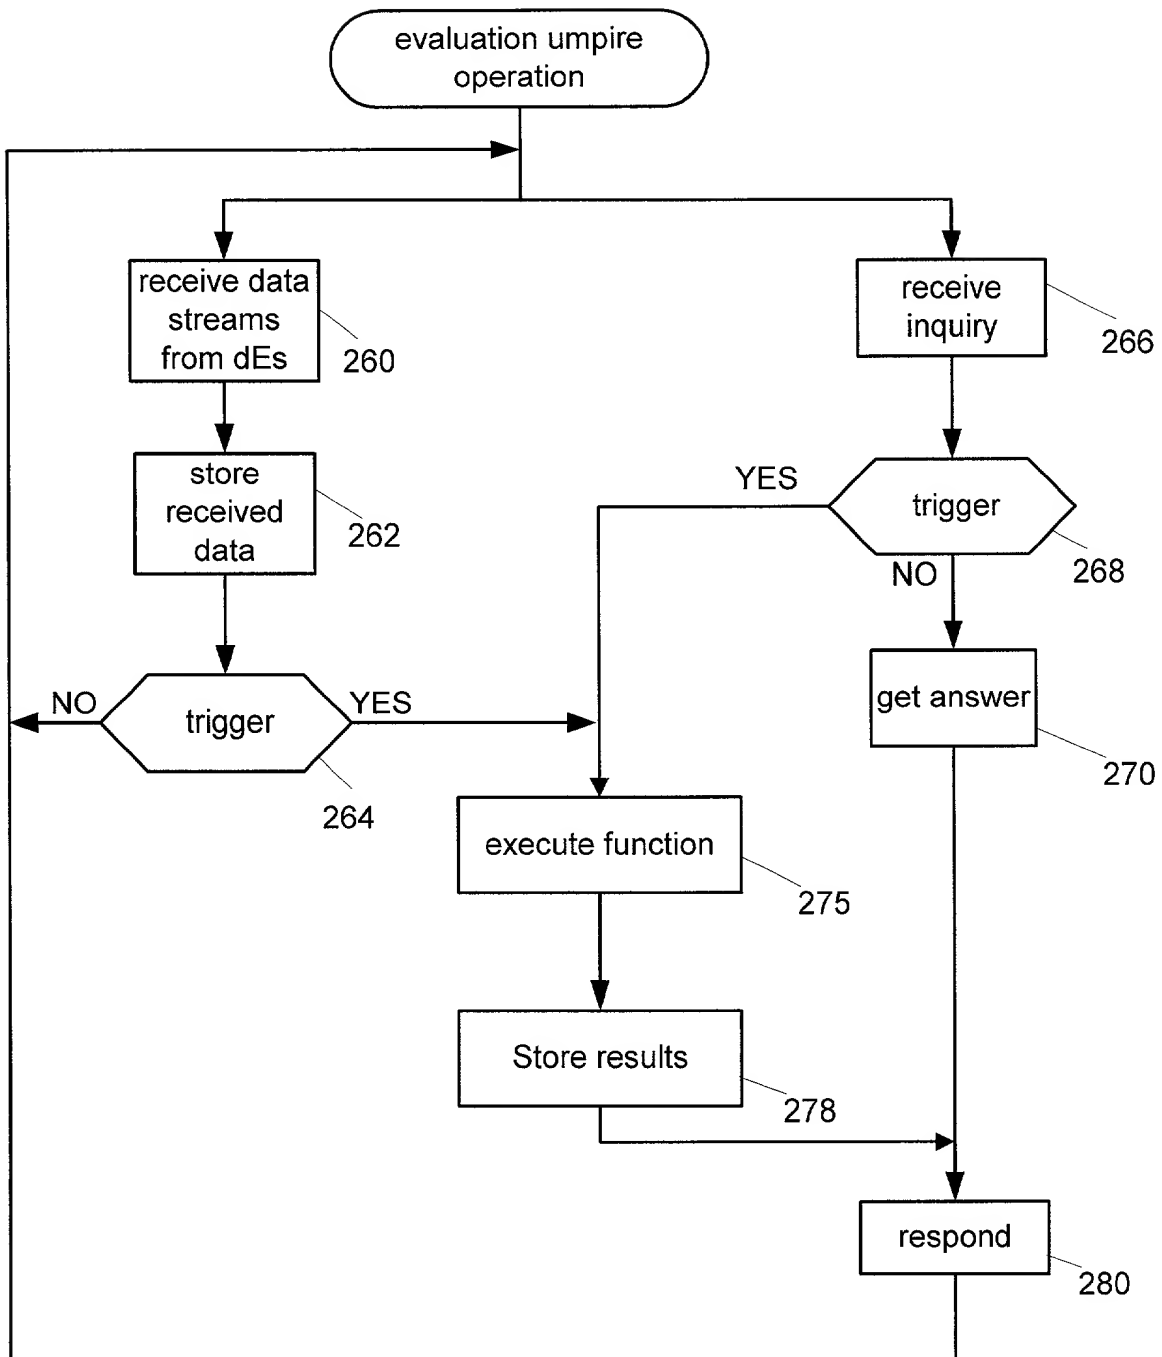 evaluation umpire
operation
receive data
streams
from dEs
260
receive
inquiry
266
store
received
data
262
YES
trigger
268
NO
get answer
270
NO
trigger
YES
264
execute function
275
Store results
278
respond
280